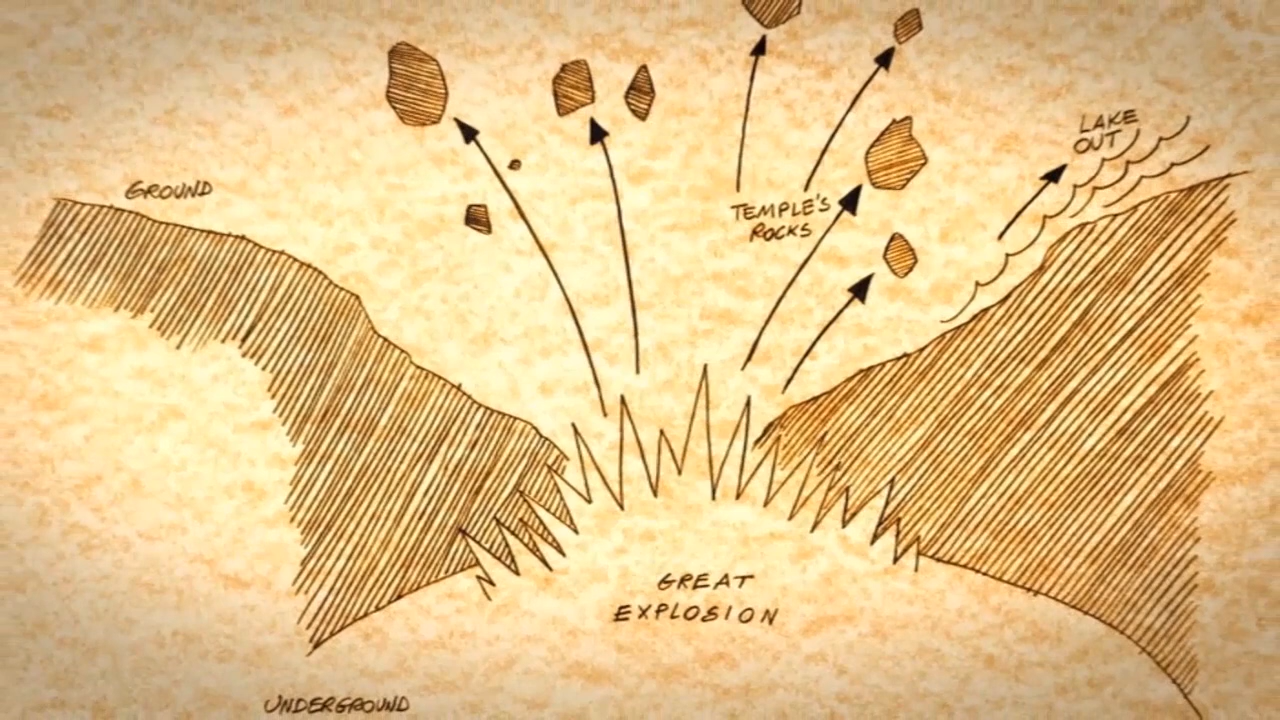 LAKE
OUT
GROUND
TEMPLE'S
ROCKS
GREAT
EXPLOSION
UNDERGROUND